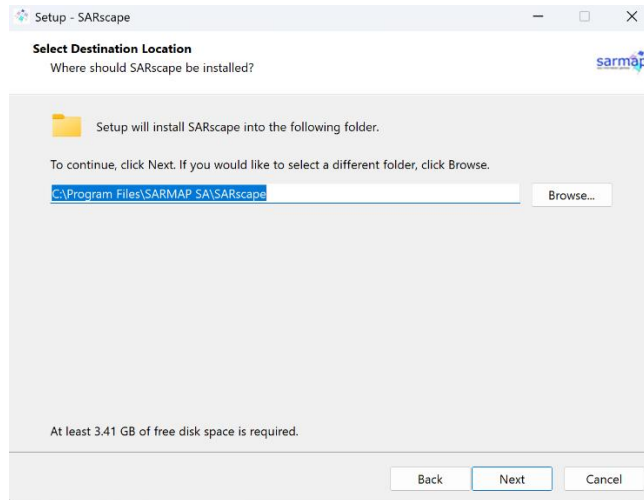 Setup - SARscape
Select Destination Location
Where should SARscape be installed?
sarmap
Setup will install SARscape into the following folder.
To continue, click Next. If you would like to select a different folder, click Browse.
C:\Program Files\SARMAP SA\SARscape
Browse...
At least 3.41 GB of free disk space is required.
Back
Next
Cancel